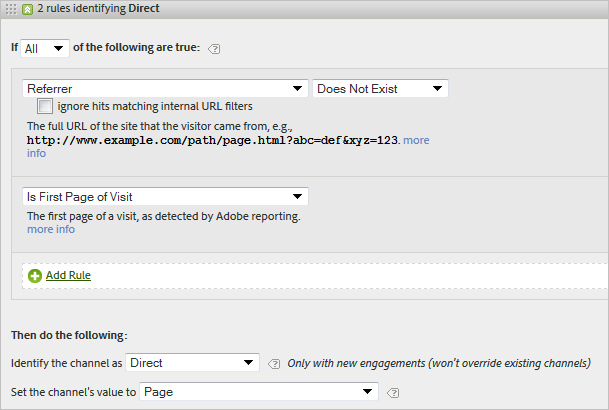 2 rules identifying Direct
If All of the following are true:
Referrer Does Not Exist
ignore hits matching internal URL filters
The full URL of the site that the visitor came from, e.g.,
http://www.example.com/path/page.html?abc=def&xyz=123. more
info
Is First Page of Visit
The first page of a visit, as detected by Adobe reporting.
more info
Add Rule
Then do the following:
Identify the channel as Direct Only with new engagements (won't override existing channels)
Set the channel's value to Page